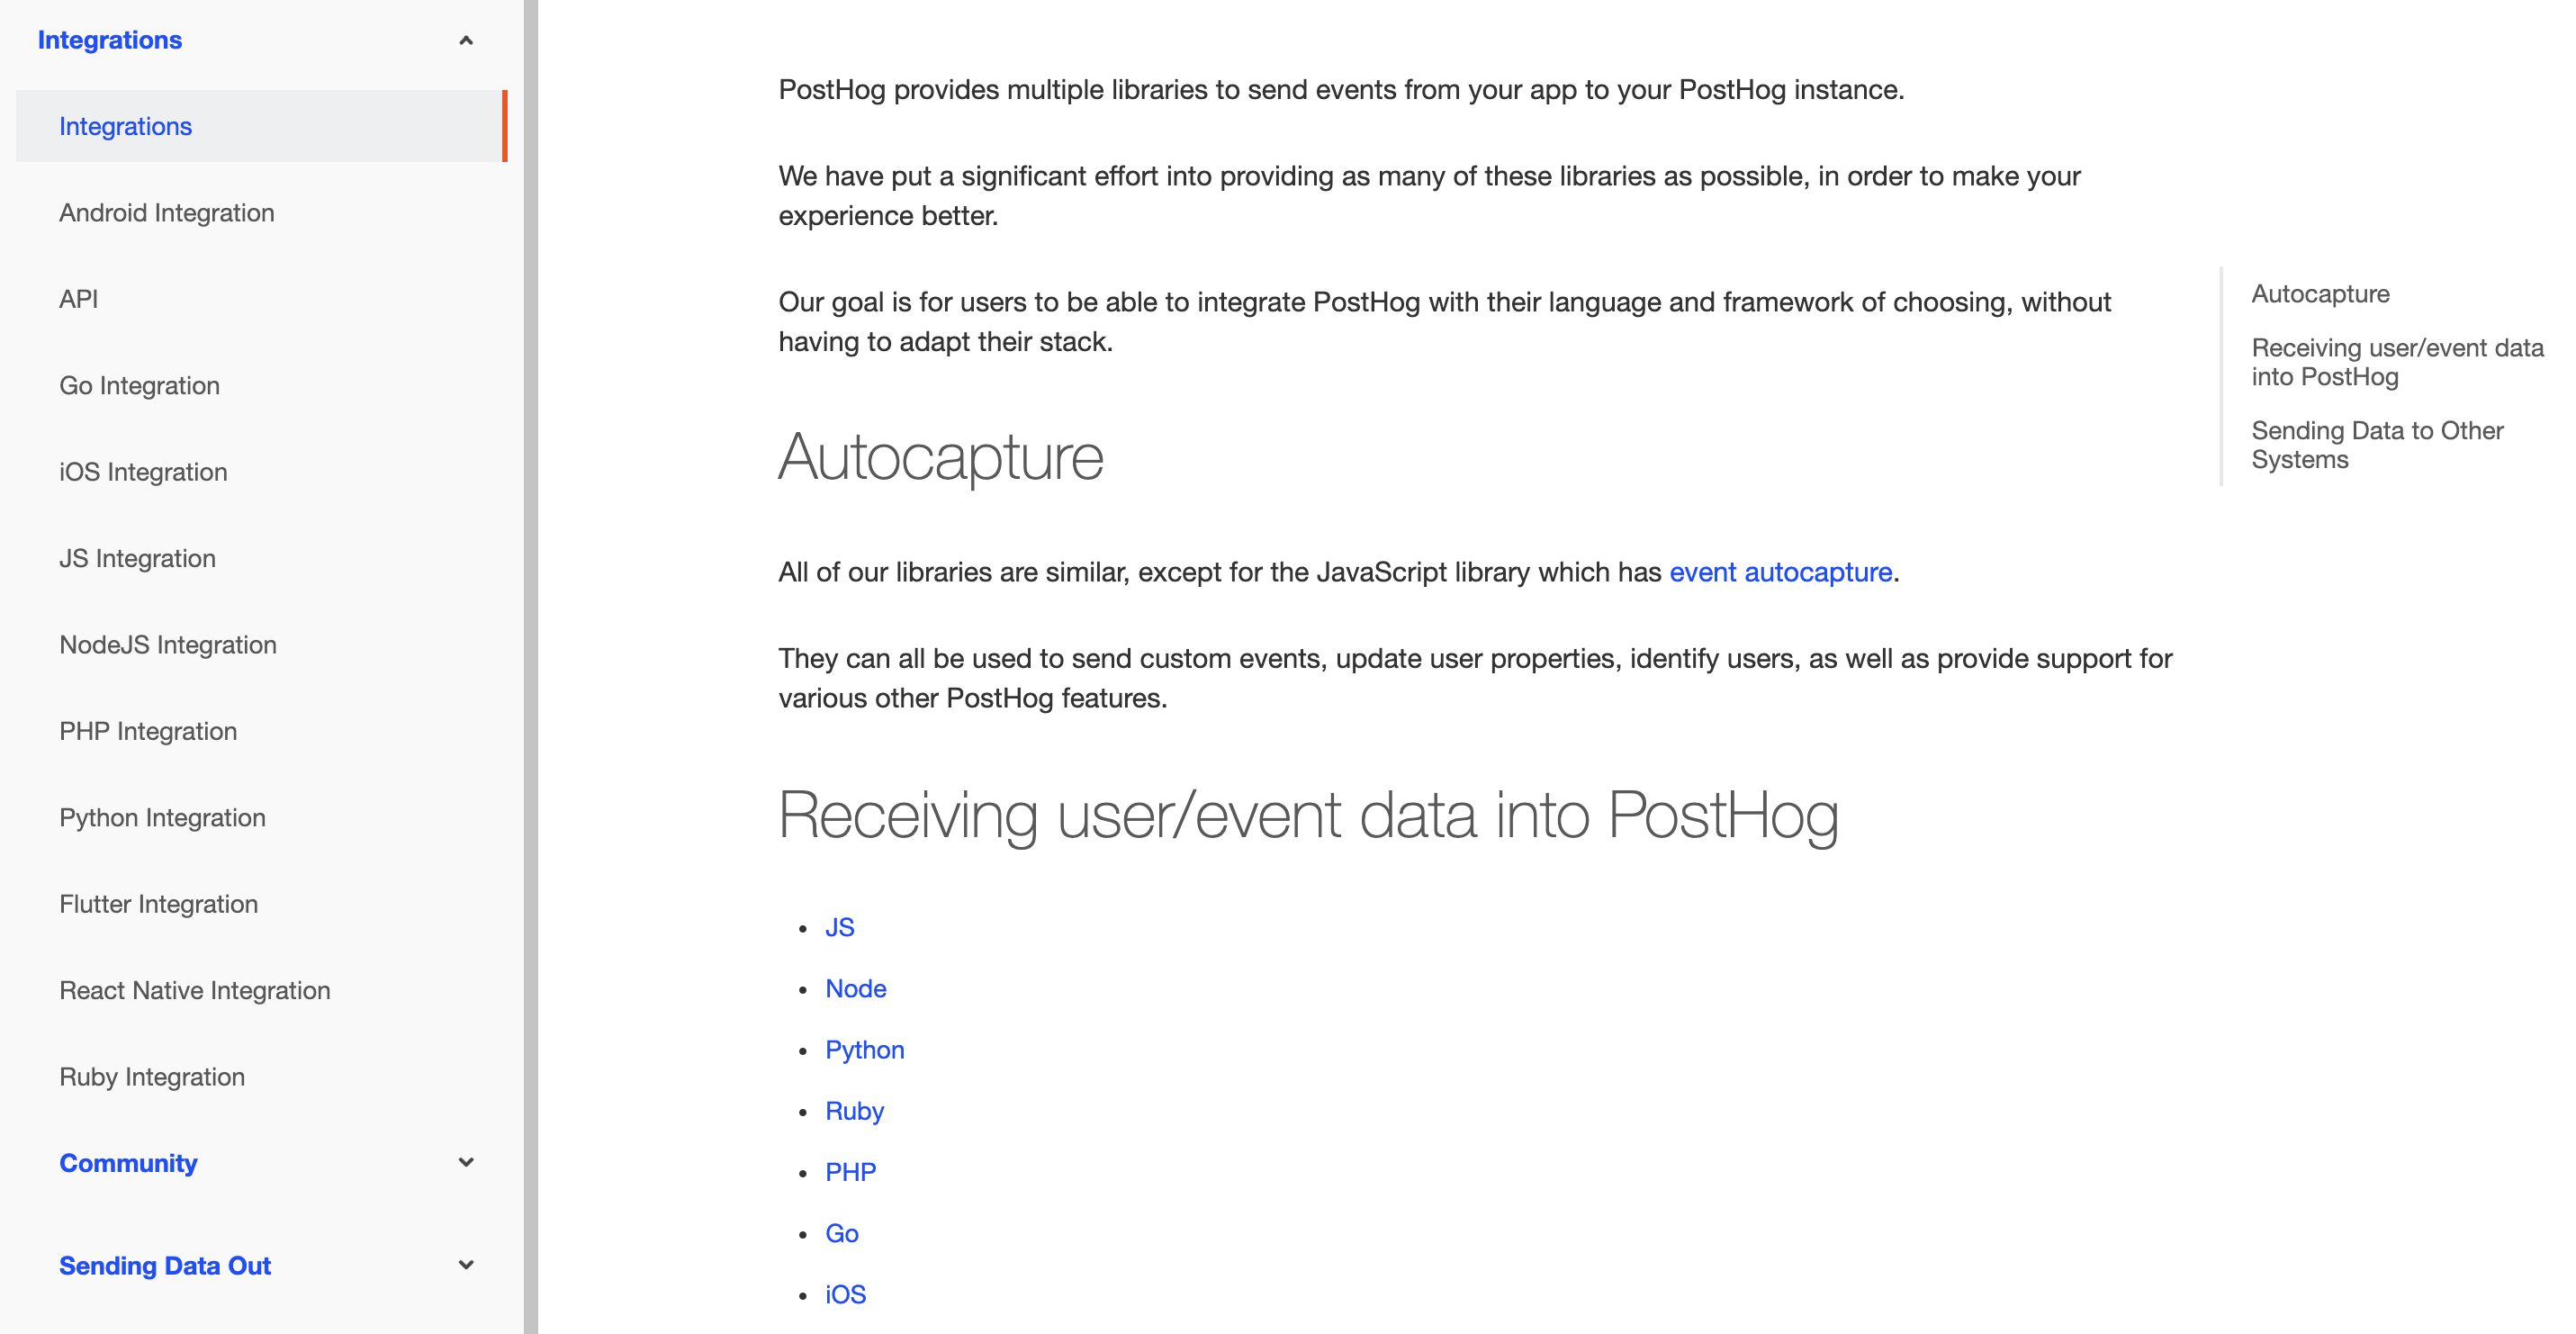 Integrations
Integrations
Android Integration
API
Go Integration
iOS Integration
JS Integration
NodeJS Integration
PHP Integration
Python Integration
Flutter Integration
React Native Integration
Ruby Integration
Community
Sending Data Out
PostHog provides multiple libraries to send events from your app to your PostHog instance.
We have put a significant effort into providing as many of these libraries as possible, in order to make your
experience better.
Our goal is for users to be able to integrate PostHog with their language and framework of choosing, without
having to adapt their stack.
Autocapture
All of our libraries are similar, except for the JavaScript library which has event autocapture.
They can all be used to send custom events, update user properties, identify users, as well as provide support for
various other PostHog features.
Receiving user/event data into PostHog
JS
Node
Python
Ruby
PHP
Go
iOS
Autocapture
Receiving user/event data
into PostHog
Sending Data to Other
Systems